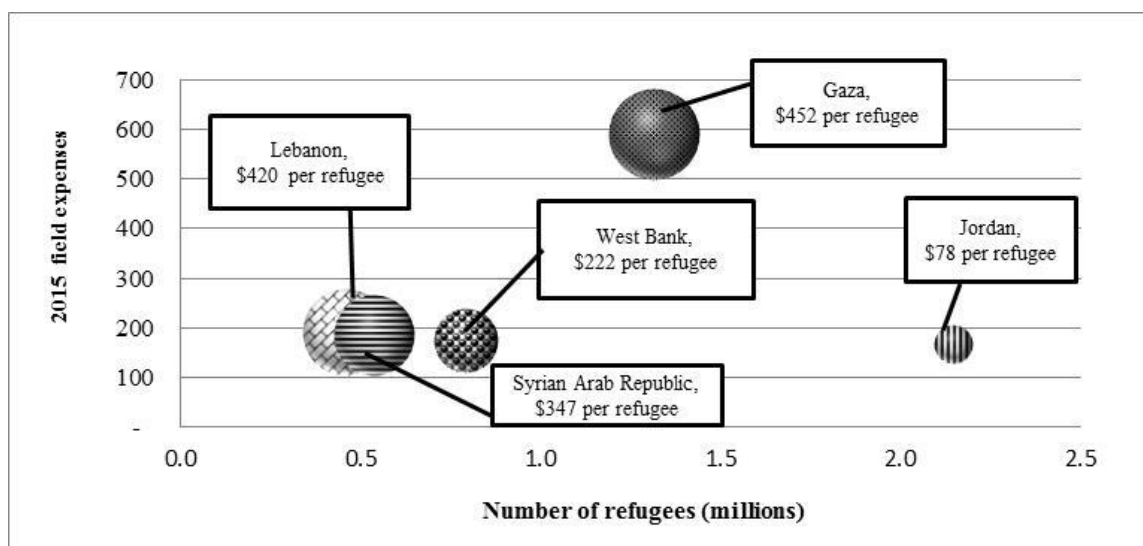 700
600
500
400
300
200
100
-
2015 field expenses
Gaza,
$452 per refugee
Lebanon,
$420 per refugee
West Bank,
$222 per refugee
Jordan,
$78 per refugee
Syrian Arab Republic,
$347 per refugee
0.0 0.5 1.0 1.5 2.0 2.5
Number of refugees (millions)